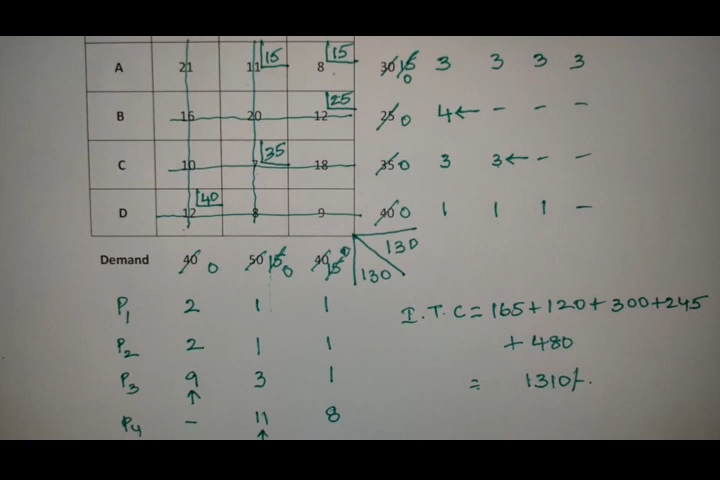 A 21 11 15 8 15 30 15 0 3 3 3 3
B 16 20 12 25 25 0 4 ← - - -
C 10 7 35 18 35 0 3 3 ← - -
D 12 40 8 9 40 0 1 1 1 -
Demand 40 0 50 15 0 40 15 0 130 130
P1 2 1 1
P2 2 1 1
P3 9 3 1
P4 - 11 8
I.T.C = 165+120+300+245
+ 480
= 1310/-.